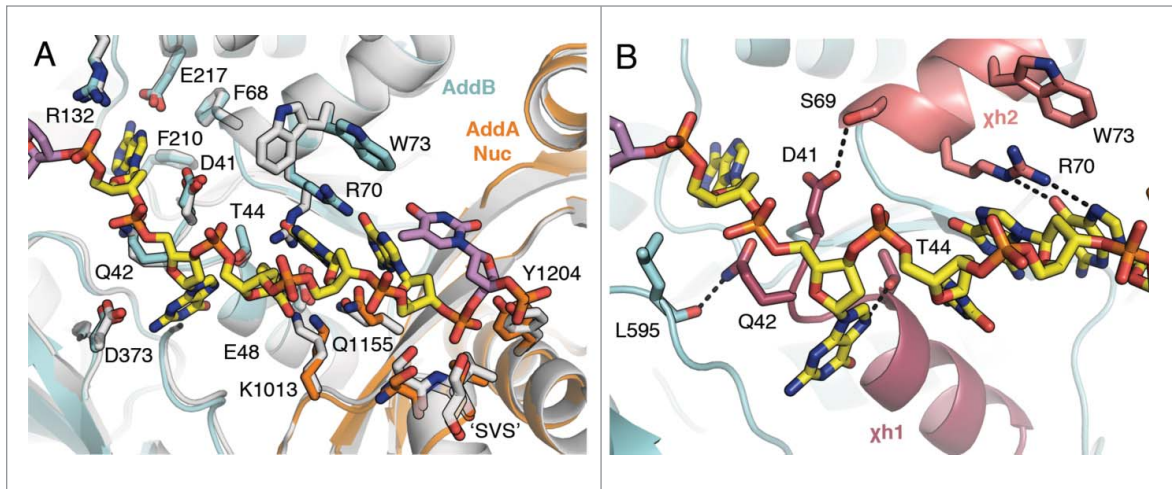 A
E217
F68
AddB
R132
W73
AddA
Nuc
F210
D41
R70
T44
Q42
Y1204
D373
E48
Q1155
K1013
‘SVS’
B
S69
χh2
W73
D41
R70
T44
L595
Q42
χh1